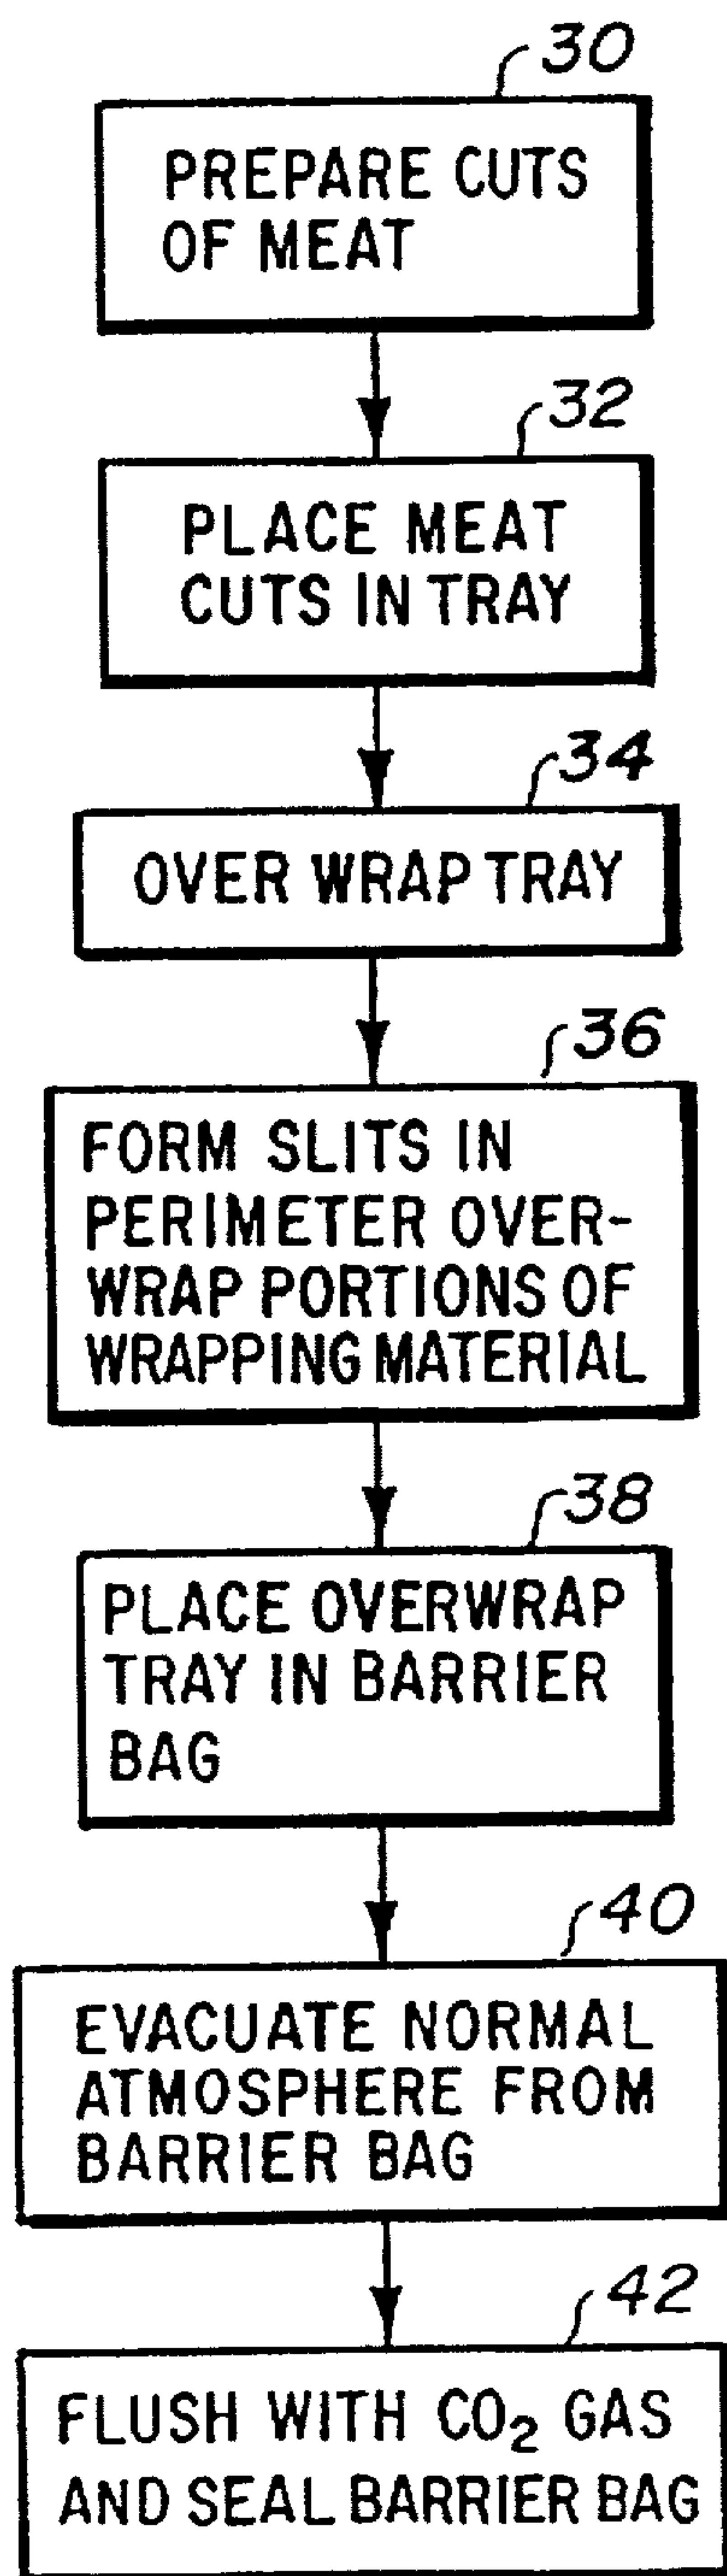 30
PREPARE CUTS
OF MEAT
32
PLACE MEAT
CUTS IN TRAY
34
OVER WRAP TRAY
36
FORM SLITS IN
PERIMETER OVER-
WRAP PORTIONS OF
WRAPPING MATERIAL
38
PLACE OVERWRAP
TRAY IN BARRIER
BAG
40
EVACUATE NORMAL
ATMOSPHERE FROM
BARRIER BAG
42
FLUSH WITH CO₂ GAS
AND SEAL BARRIER BAG